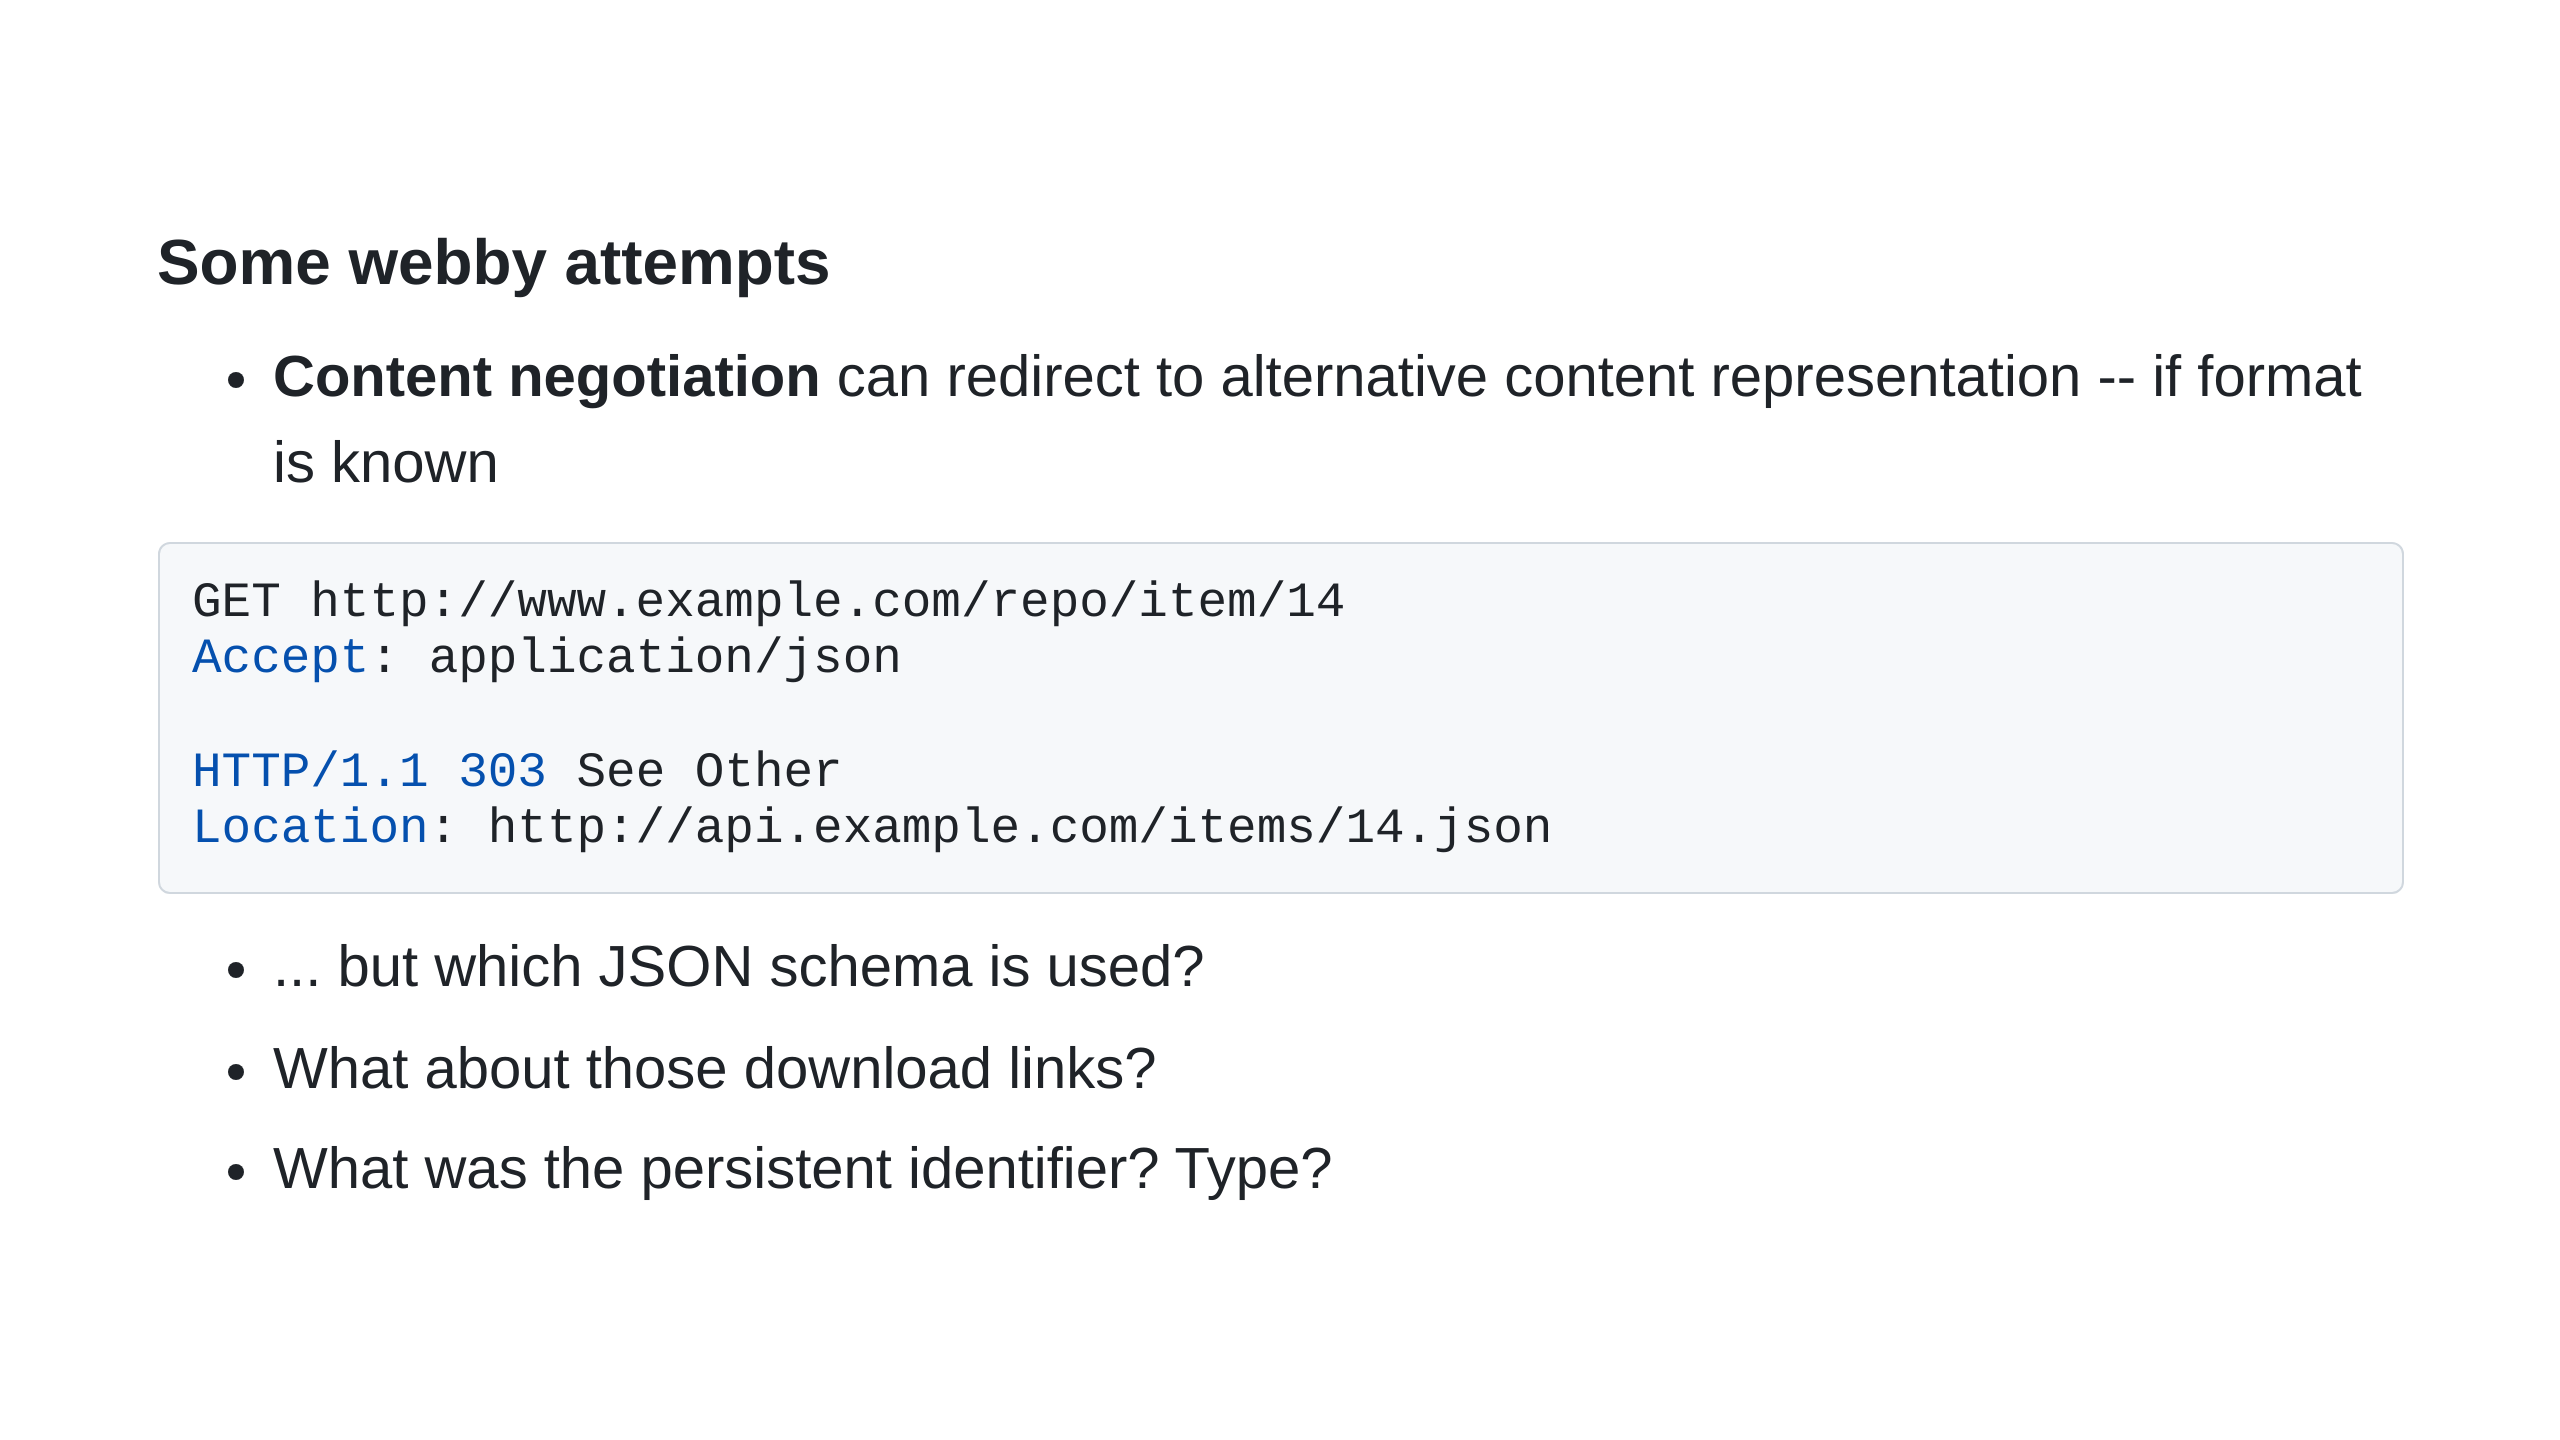 Some webby attempts
Content negotiation can redirect to alternative content representation -- if format
is known
GET http://www.example.com/repo/item/14
Accept: application/json
HTTP/1.1 303 See Other
Location: http://api.example.com/items/14.json
... but which JSON schema is used?
What about those download links?
What was the persistent identifier? Type?